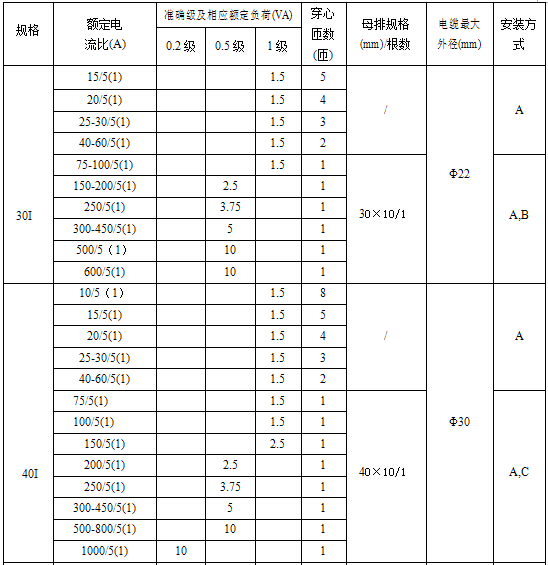 规格 额定电流比(A) 准确级及相应额定负荷(VA) 穿心匝数(匝) 母排规格(mm)/根数 电缆最大外径(mm) 安装方式
0.2级 0.5级 1级
30I
15/5(1) 1.5 5
20/5(1) 1.5 4
25-30/5(1) 1.5 3
40-60/5(1) 1.5 2
/ A
75-100/5(1) 1.5 1
150-200/5(1) 2.5 1
250/5(1) 3.75 1
300-450/5(1) 5 1
500/5（1） 10 1
600/5(1) 10 1
30×10/1 Φ22 A,B
40I
10/5（1） 1.5 8
15/5(1) 1.5 5
20/5(1) 1.5 4
25-30/5(1) 1.5 3
40-60/5(1) 1.5 2
/ A
75/5(1) 1.5 1
100/5(1) 1.5 1
150/5(1) 2.5 1
200/5(1) 2.5 1
250/5(1) 3.75 1
300-450/5(1) 5 1
500-800/5(1) 10 1
1000/5(1) 10 1
40×10/1 Φ30 A,C